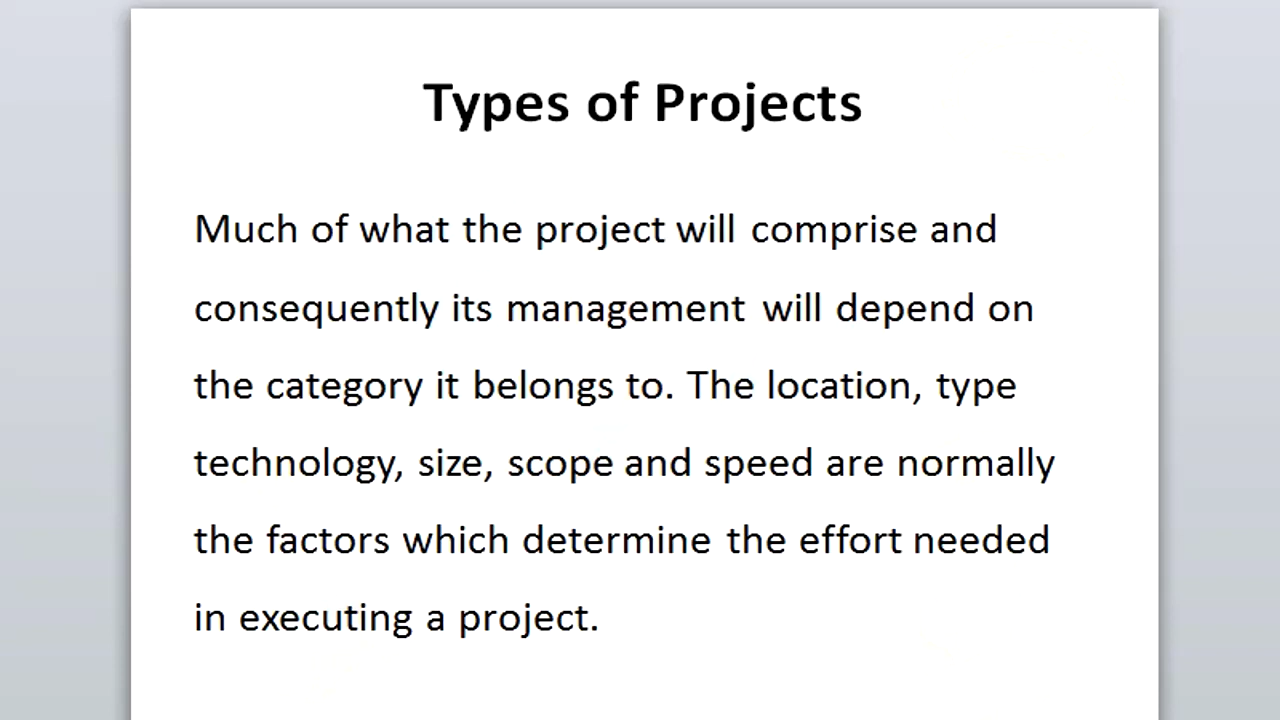 Types of Projects
Much of what the project will comprise and
consequently its management will depend on
the category it belongs to. The location, type
technology, size, scope and speed are normally
the factors which determine the effort needed
in executing a project.